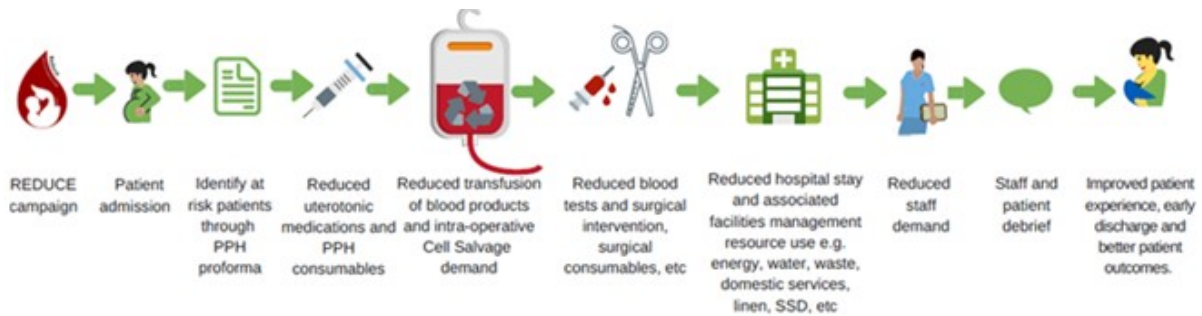 REDUCE
campaign
Patient
admission
Identify at
risk patients
through
PPH
proforma
Reduced
uterotonic
medications and
PPH
consumables
Reduced transfusion
of blood products
and intra-operative
Cell Salvage
demand
Reduced blood
tests and surgical
intervention,
surgical
consumables, etc
Reduced hospital stay
and associated
facilities management
resource use e.g.
energy, water, waste,
domestic services,
linen, SSD, etc
Reduced
staff
demand
Staff and
patient
debrief
Improved patient
experience, early
discharge and
better patient
outcomes.